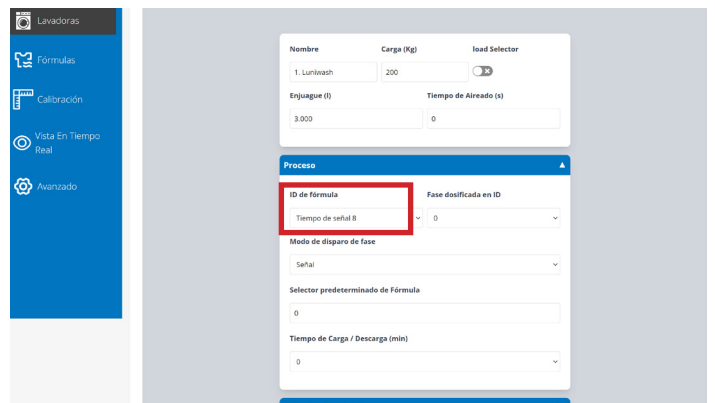 Lavadoras
Fórmulas
Calibración
Vista En Tiempo
Real
Avanzado
Nombre Carga (Kg) load Selector
1. Luniwash 200
Enjuague (l) Tiempo de Aireado (s)
3.000 0
Proceso
ID de fórmula Fase dosificada en ID
Tiempo de señal 8 0
Modo de disparo de fase
Señal
Selector predeterminado de Fórmula
0
Tiempo de Carga / Descarga (min)
0